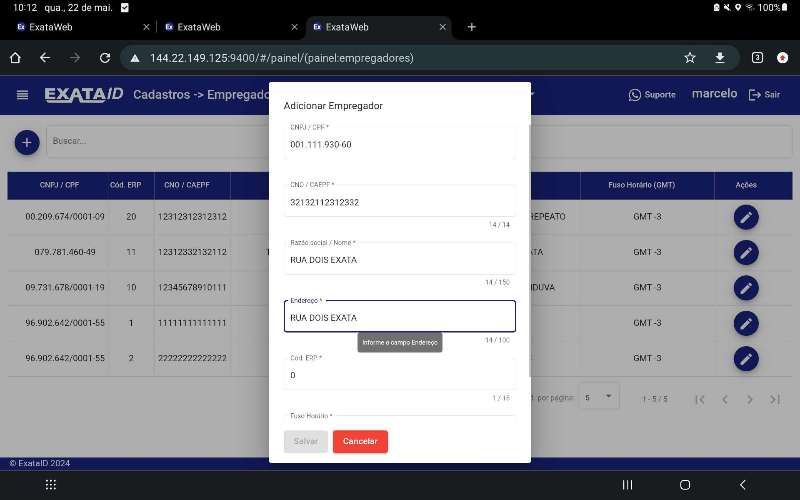 10:12 qua., 22 de mai. 100%
ExataWeb
ExataWeb
ExataWeb
144.22.149.125:9400/#/painel/(painel:empregadores)
3
EXATAID Cadastros -> Empregado Suporte marcelo Sair
Buscar...
CNPJ / CPF Cód. ERP CNO / CAEPF Fuso Horário (GMT) Ações
00.209.674/0001-09 20 12312312312312 REPEATO GMT -3
079.781.460-49 11 12312332132112 ATA GMT -3
09.731.678/0001-19 10 12345678910111 NDUVA GMT -3
96.902.642/0001-55 1 11111111111111 GMT -3
96.902.642/0001-55 2 22222222222222 GMT -3
por página: 5 1 - 5 / 5
Adicionar Empregador
CNPJ / CPF *
001.111.930-60
CNO / CAEPF *
32132112312332
14 / 14
Razão social / Nome *
RUA DOIS EXATA
14 / 150
Endereço *
RUA DOIS EXATA
Informe o campo Endereço
14 / 100
Cód. ERP *
0
1 / 16
Fuso Horário *
Salvar Cancelar
© ExataID 2024